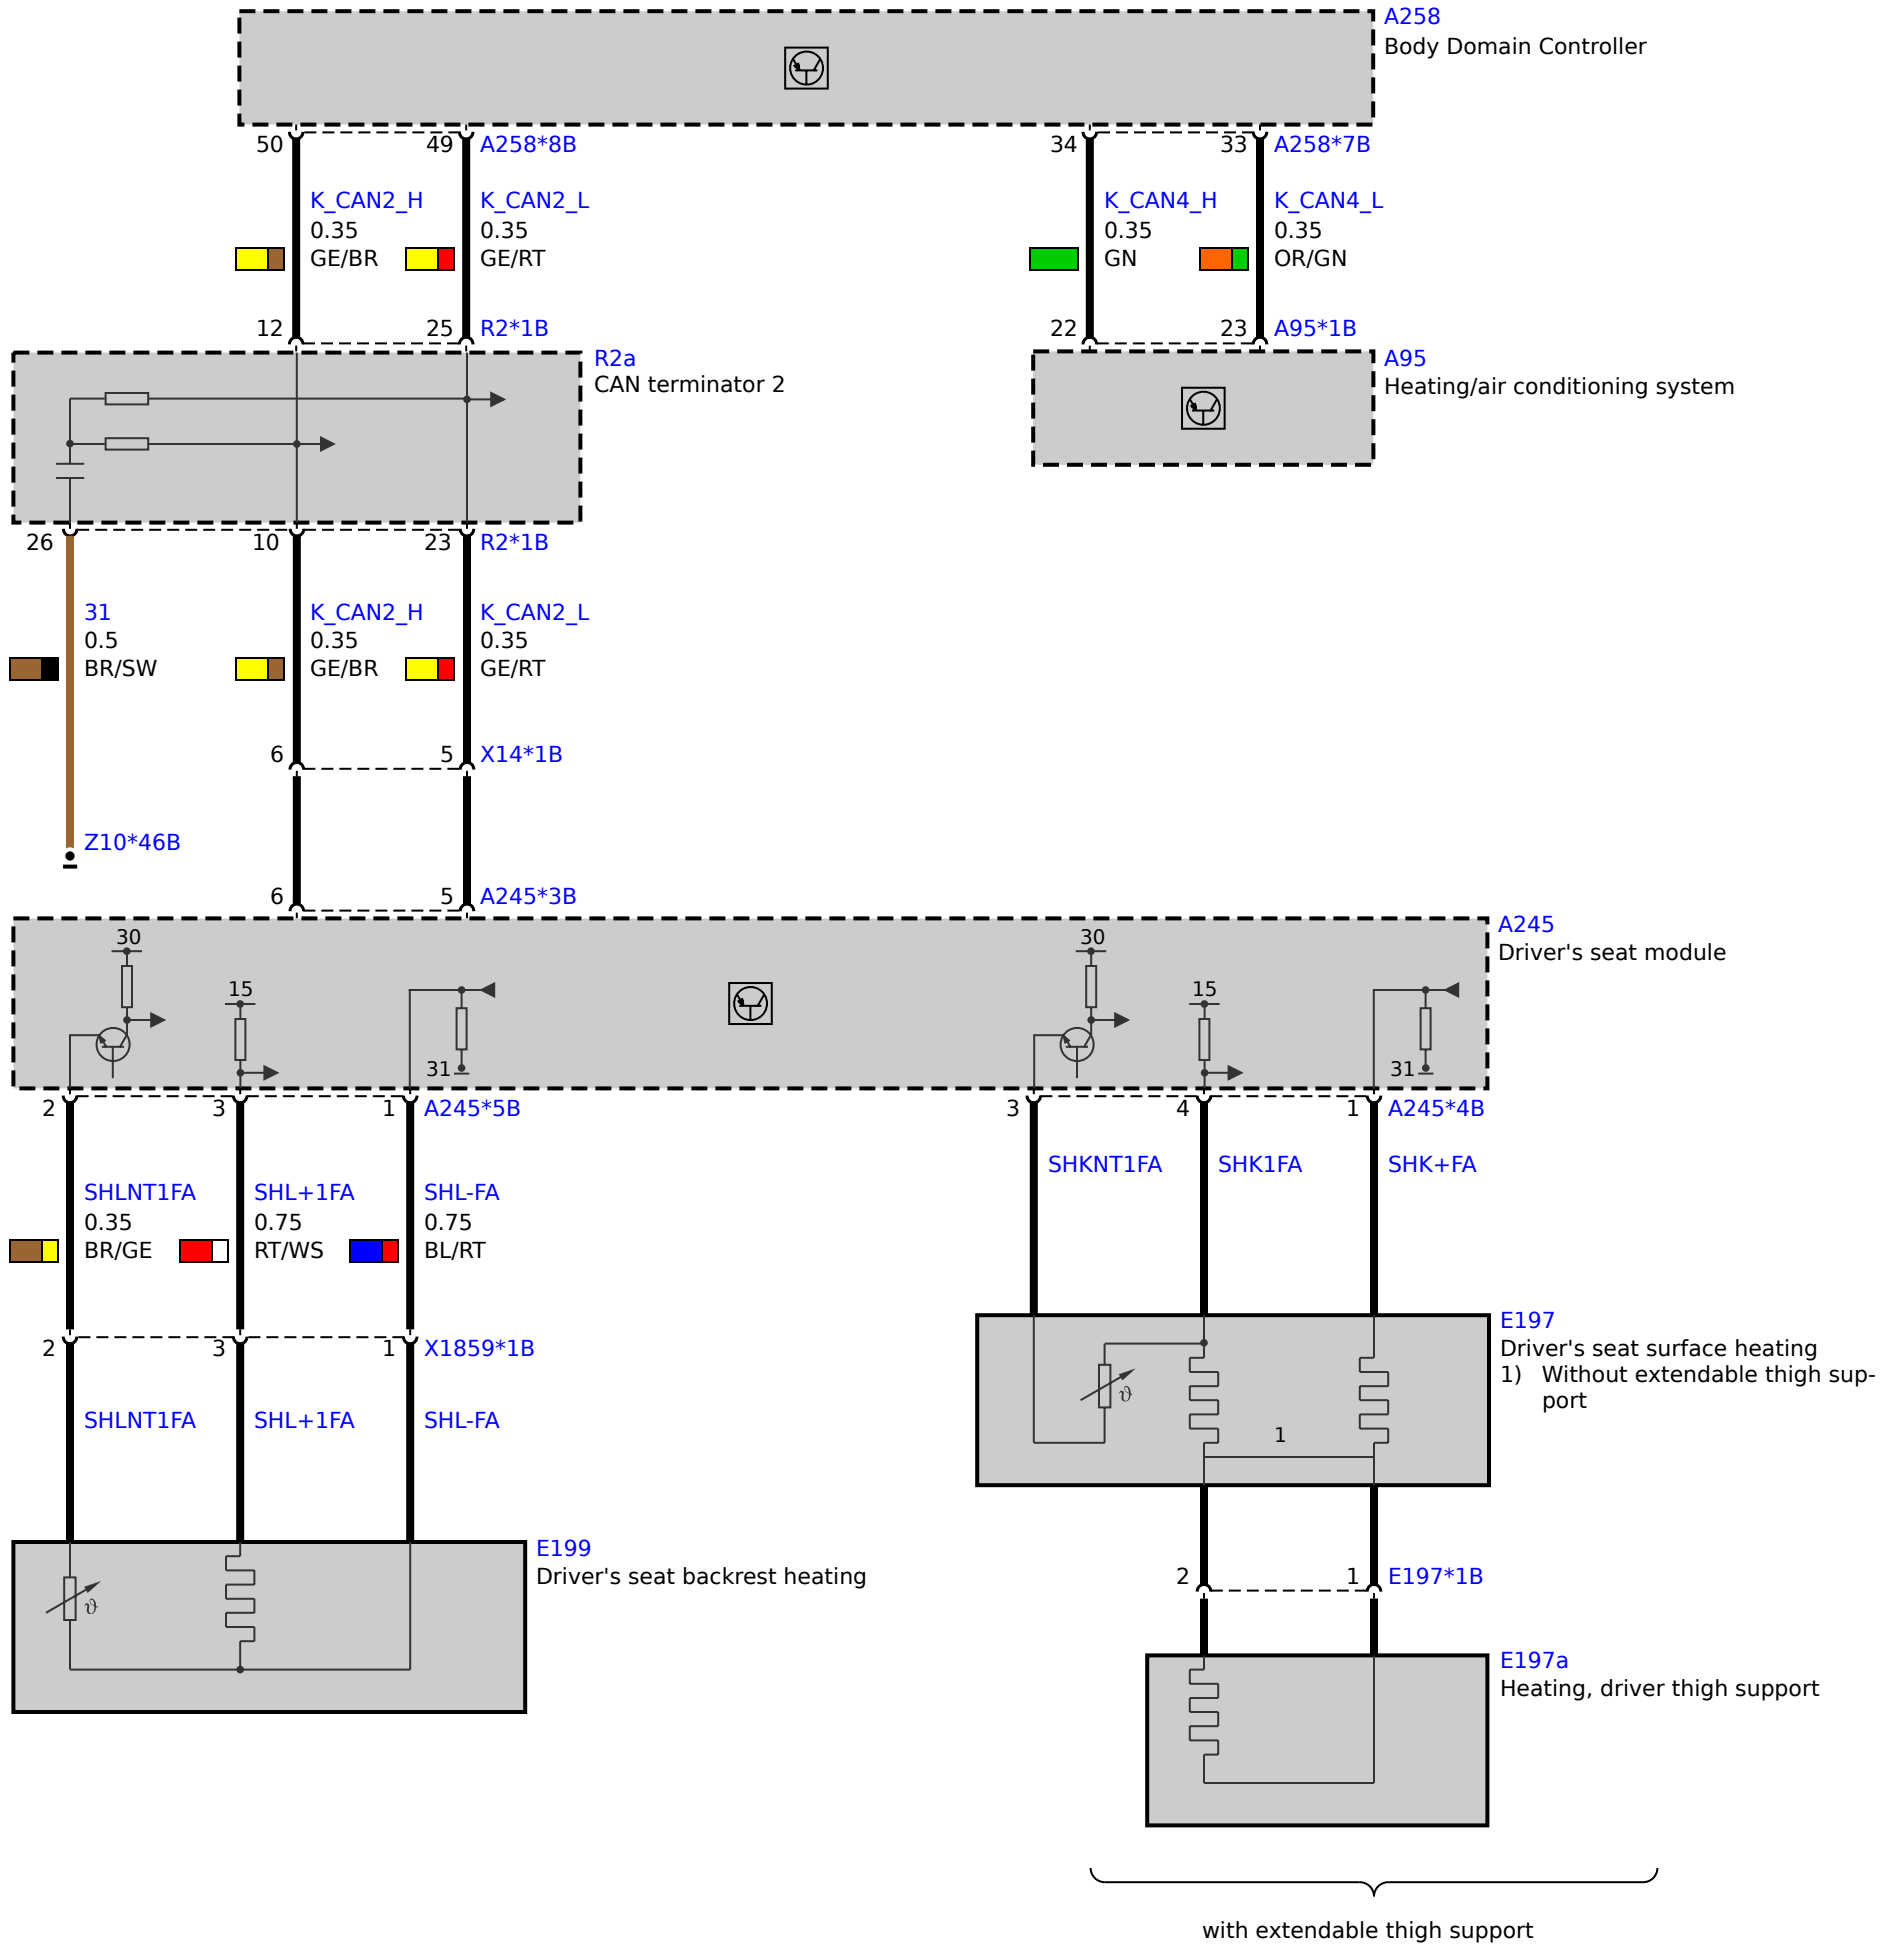 A258
Body Domain Controller
50 49 A258*8B 34 33 A258*7B
K_CAN2_H K_CAN2_L K_CAN4_H K_CAN4_L
0.35 0.35 0.35 0.35
GE/BR GE/RT GN OR/GN
12 25 R2*1B 22 23 A95*1B
R2a A95
CAN terminator 2 Heating/air conditioning system
26 10 23 R2*1B
31 K_CAN2_H K_CAN2_L
0.5 0.35 0.35
BR/SW GE/BR GE/RT
6 5 X14*1B
Z10*46B
6 5 A245*3B
A245
30 30
Driver's seat module
15 15
31 31
2 3 1 A245*5B 3 4 1 A245*4B
SHKNT1FA SHK1FA SHK+FA
SHLNT1FA SHL+1FA SHL-FA
0.35 0.75 0.75
BR/GE RT/WS BL/RT
E197
2 3 1 X1859*1B Driver's seat surface heating
1) Without extendable thigh sup-
port
ϑ
SHLNT1FA SHL+1FA SHL-FA
1
E199
Driver's seat backrest heating
2 1 E197*1B
ϑ
E197a
Heating, driver thigh support
with extendable thigh support